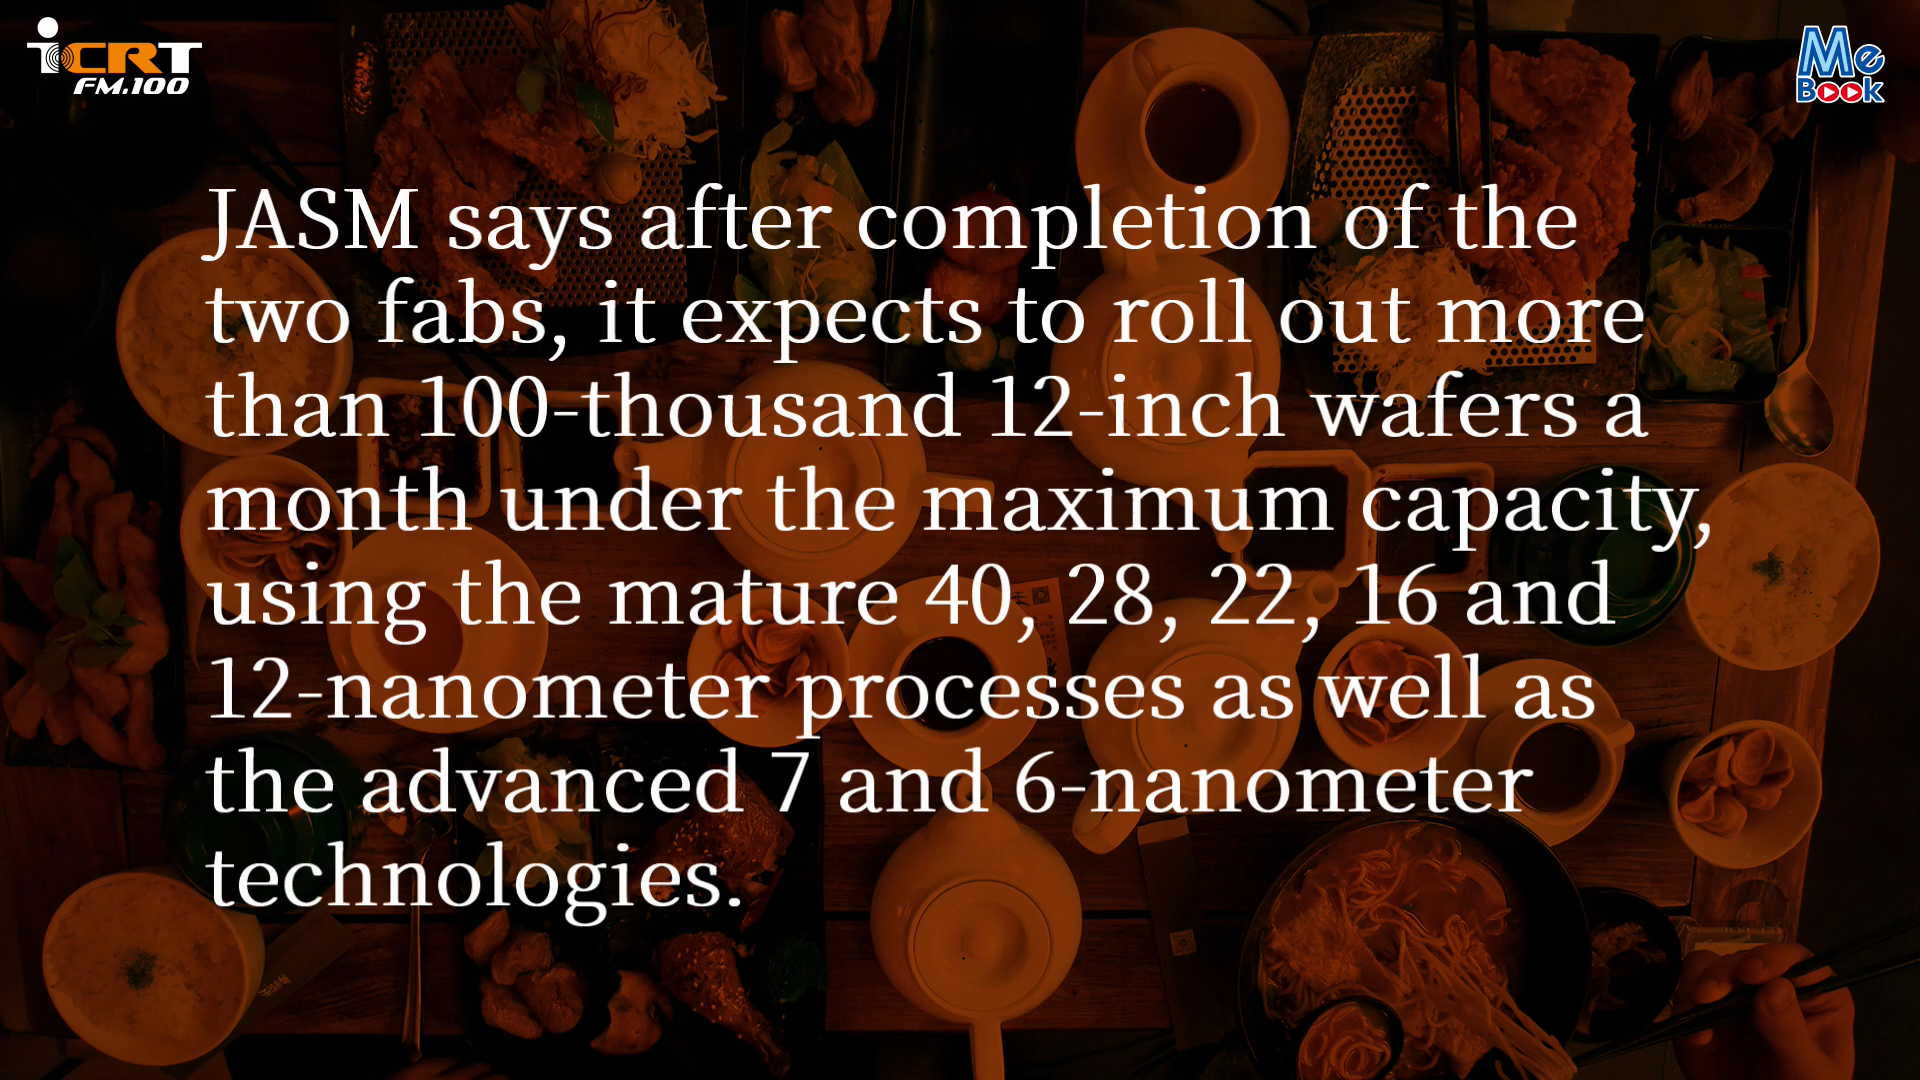 iCRT
FM.100
Me
Book
JASM says after completion of the
two fabs, it expects to roll out more
than 100-thousand 12-inch wafers a
month under the maximum capacity,
using the mature 40, 28, 22, 16 and
12-nanometer processes as well as
the advanced 7 and 6-nanometer
technologies.